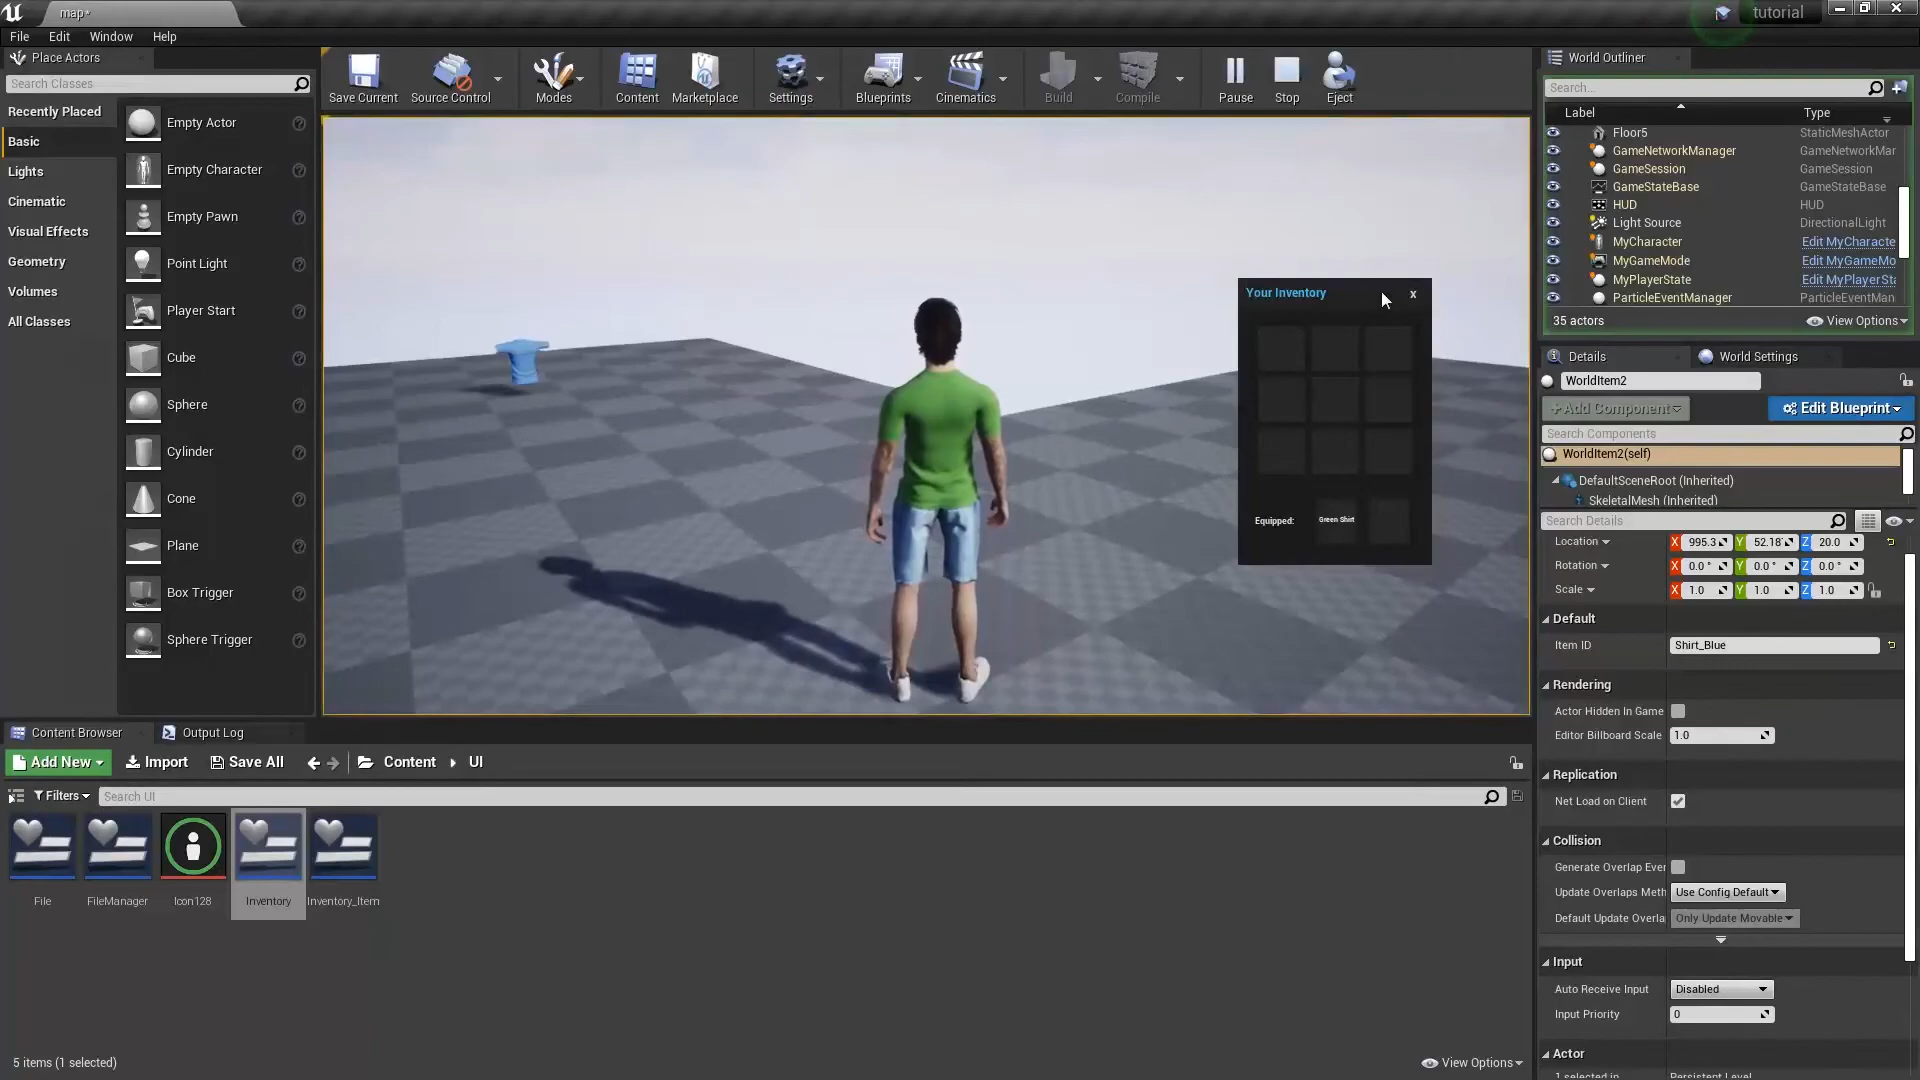 map*
tutorial
File Edit Window Help
Place Actors
Search Classes
Recently Placed
Basic
Lights
Cinematic
Visual Effects
Geometry
Volumes
All Classes
Empty Actor
Empty Character
Empty Pawn
Point Light
Player Start
Cube
Sphere
Cylinder
Cone
Plane
Box Trigger
Sphere Trigger
Save Current Source Control Modes Content Marketplace Settings Blueprints Cinematics Build Compile Pause Stop Eject
Your Inventory x
Equipped: Green Shirt
World Outliner
Search...
Label Type
Floor5 StaticMeshActor
GameNetworkManager GameNetworkMar
GameSession GameSession
GameStateBase GameStateBase
HUD HUD
Light Source DirectionalLight
MyCharacter Edit MyCharacte
MyGameMode Edit MyGameMo
MyPlayerState Edit MyPlayerSta
ParticleEventManager ParticleEventMan
35 actors View Options
Details World Settings
WorldItem2
+Add Component Edit Blueprint
Search Components
WorldItem2(self)
DefaultSceneRoot (Inherited)
SkeletalMesh (Inherited)
Search Details
Location X 995.3 Y 52.18 Z 20.0
Rotation X 0.0 ° Y 0.0 ° Z 0.0 °
Scale X 1.0 Y 1.0 Z 1.0
Default
Item ID Shirt_Blue
Rendering
Actor Hidden In Game
Editor Billboard Scale 1.0
Replication
Net Load on Client
Collision
Generate Overlap Ever
Update Overlaps Meth Use Config Default
Default Update Overla Only Update Movable
Input
Auto Receive Input Disabled
Input Priority 0
Actor
1 selected in Persistent Level
Content Browser Output Log
Add New Import Save All Content UI
Filters Search UI
File FileManager Icon128 Inventory Inventory_Item
5 items (1 selected) View Options